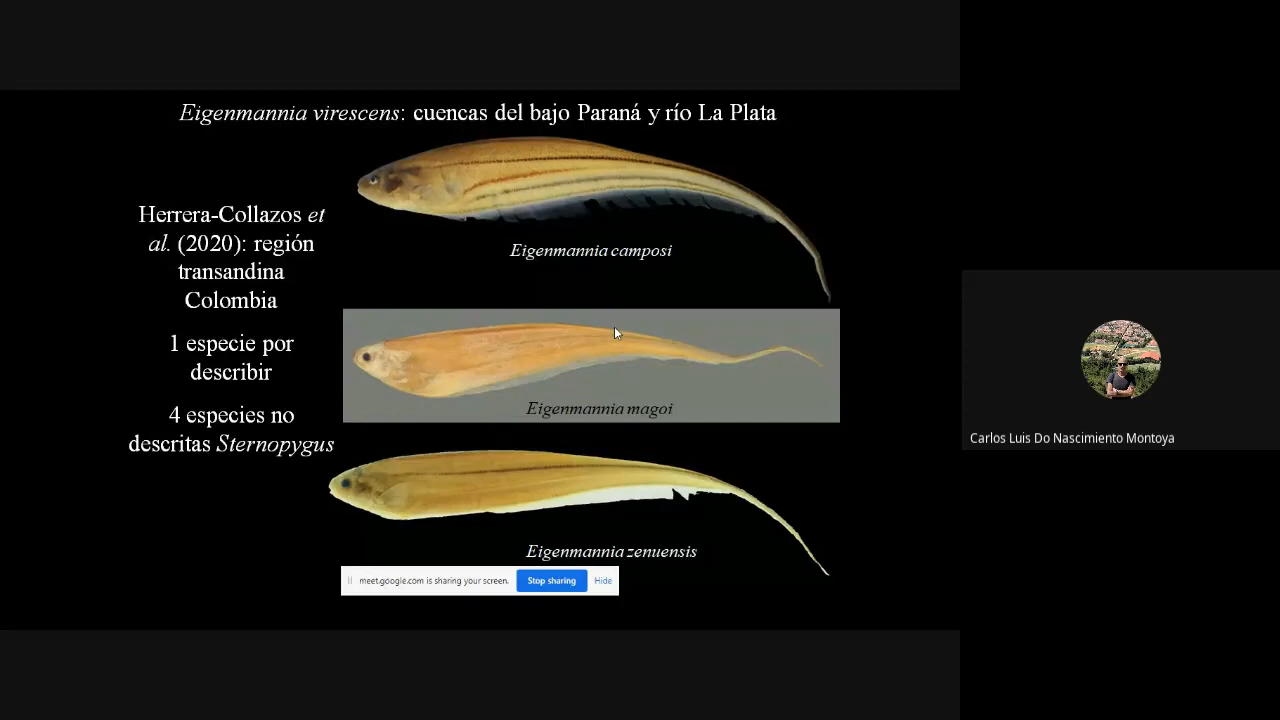 Eigenmannia virescens: cuencas del bajo Paraná y río La Plata
Herrera-Collazos et
al. (2020): región
transandina
Colombia
1 especie por
describir
4 especies no
descritas Sternopygus
Eigenmannia camposi
Eigenmannia magoi
Eigenmannia zenuensis
meet.google.com is sharing your screen. Stop sharing Hide
Carlos Luis Do Nascimiento Montoya